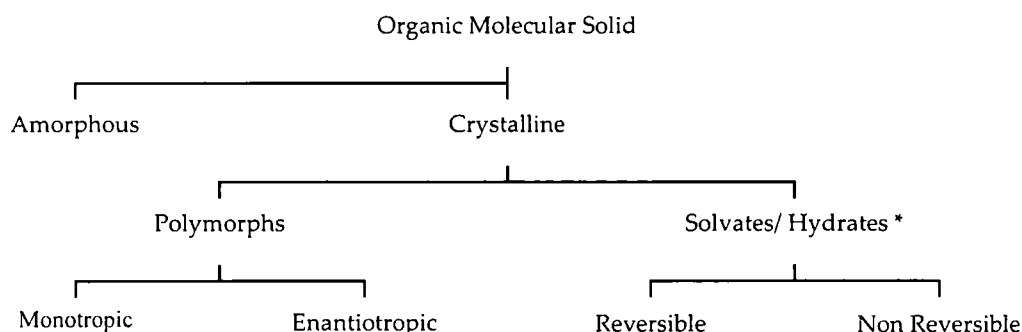 Organic Molecular Solid
Amorphous Crystalline
Polymorphs Solvates/ Hydrates *
Monotropic Enantiotropic Reversible Non Reversible